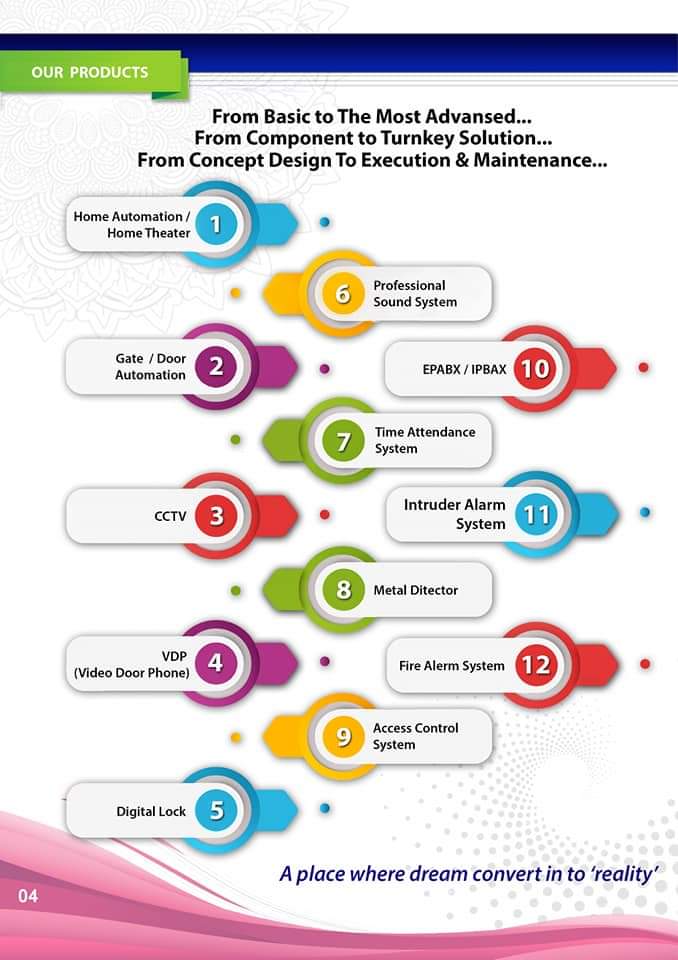 OUR PRODUCTS
From Basic to The Most Advansed...
From Component to Turnkey Solution...
From Concept Design To Execution & Maintenance...
Home Automation /
Home Theater
1
6
Professional
Sound System
Gate / Door
Automation
2
EPABX / IPBAX
10
7
Time Attendance
System
CCTV
3
Intruder Alarm
System
11
8
Metal Ditector
VDP
(Video Door Phone)
4
Fire Alerm System
12
9
Access Control
System
Digital Lock
5
A place where dream convert in to ‘reality’
04